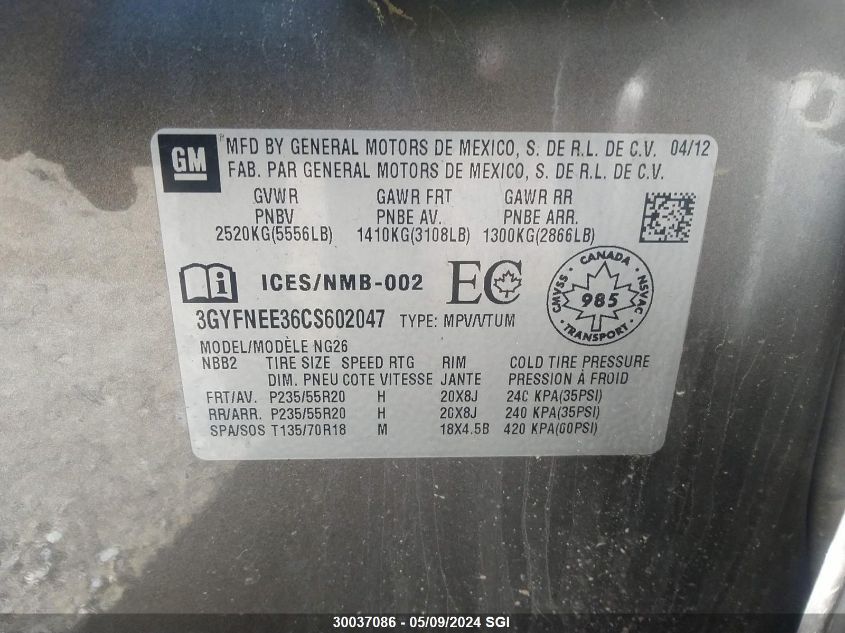 GM
MFD BY GENERAL MOTORS DE MEXICO, S. DE R.L. DE C.V. 04/12
FAB. PAR GENERAL MOTORS DE MEXICO, S. DE R.L. DE C.V.
GVWR GAWR FRT GAWR RR
PNBV PNBE AV. PNBE ARR.
2520KG(5556LB) 1410KG(3108LB) 1300KG(2866LB)
ICES/NMB-002 EC
CANADA
CMVSS 985 NSVAC
TRANSPORT
3GYFNEE36CS602047 TYPE: MPV/VTUM
MODEL/MODÈLE NG26
NBB2 TIRE SIZE SPEED RTG RIM COLD TIRE PRESSURE
DIM. PNEU COTE VITESSE JANTE PRESSION À FROID
FRT/AV. P235/55R20 H 20X8J 240 KPA(35PSI)
RR/ARR. P235/55R20 H 20X8J 240 KPA(35PSI)
SPA/SOS T135/70R18 M 18X4.5B 420 KPA(60PSI)
30037086 - 05/09/2024 SGI